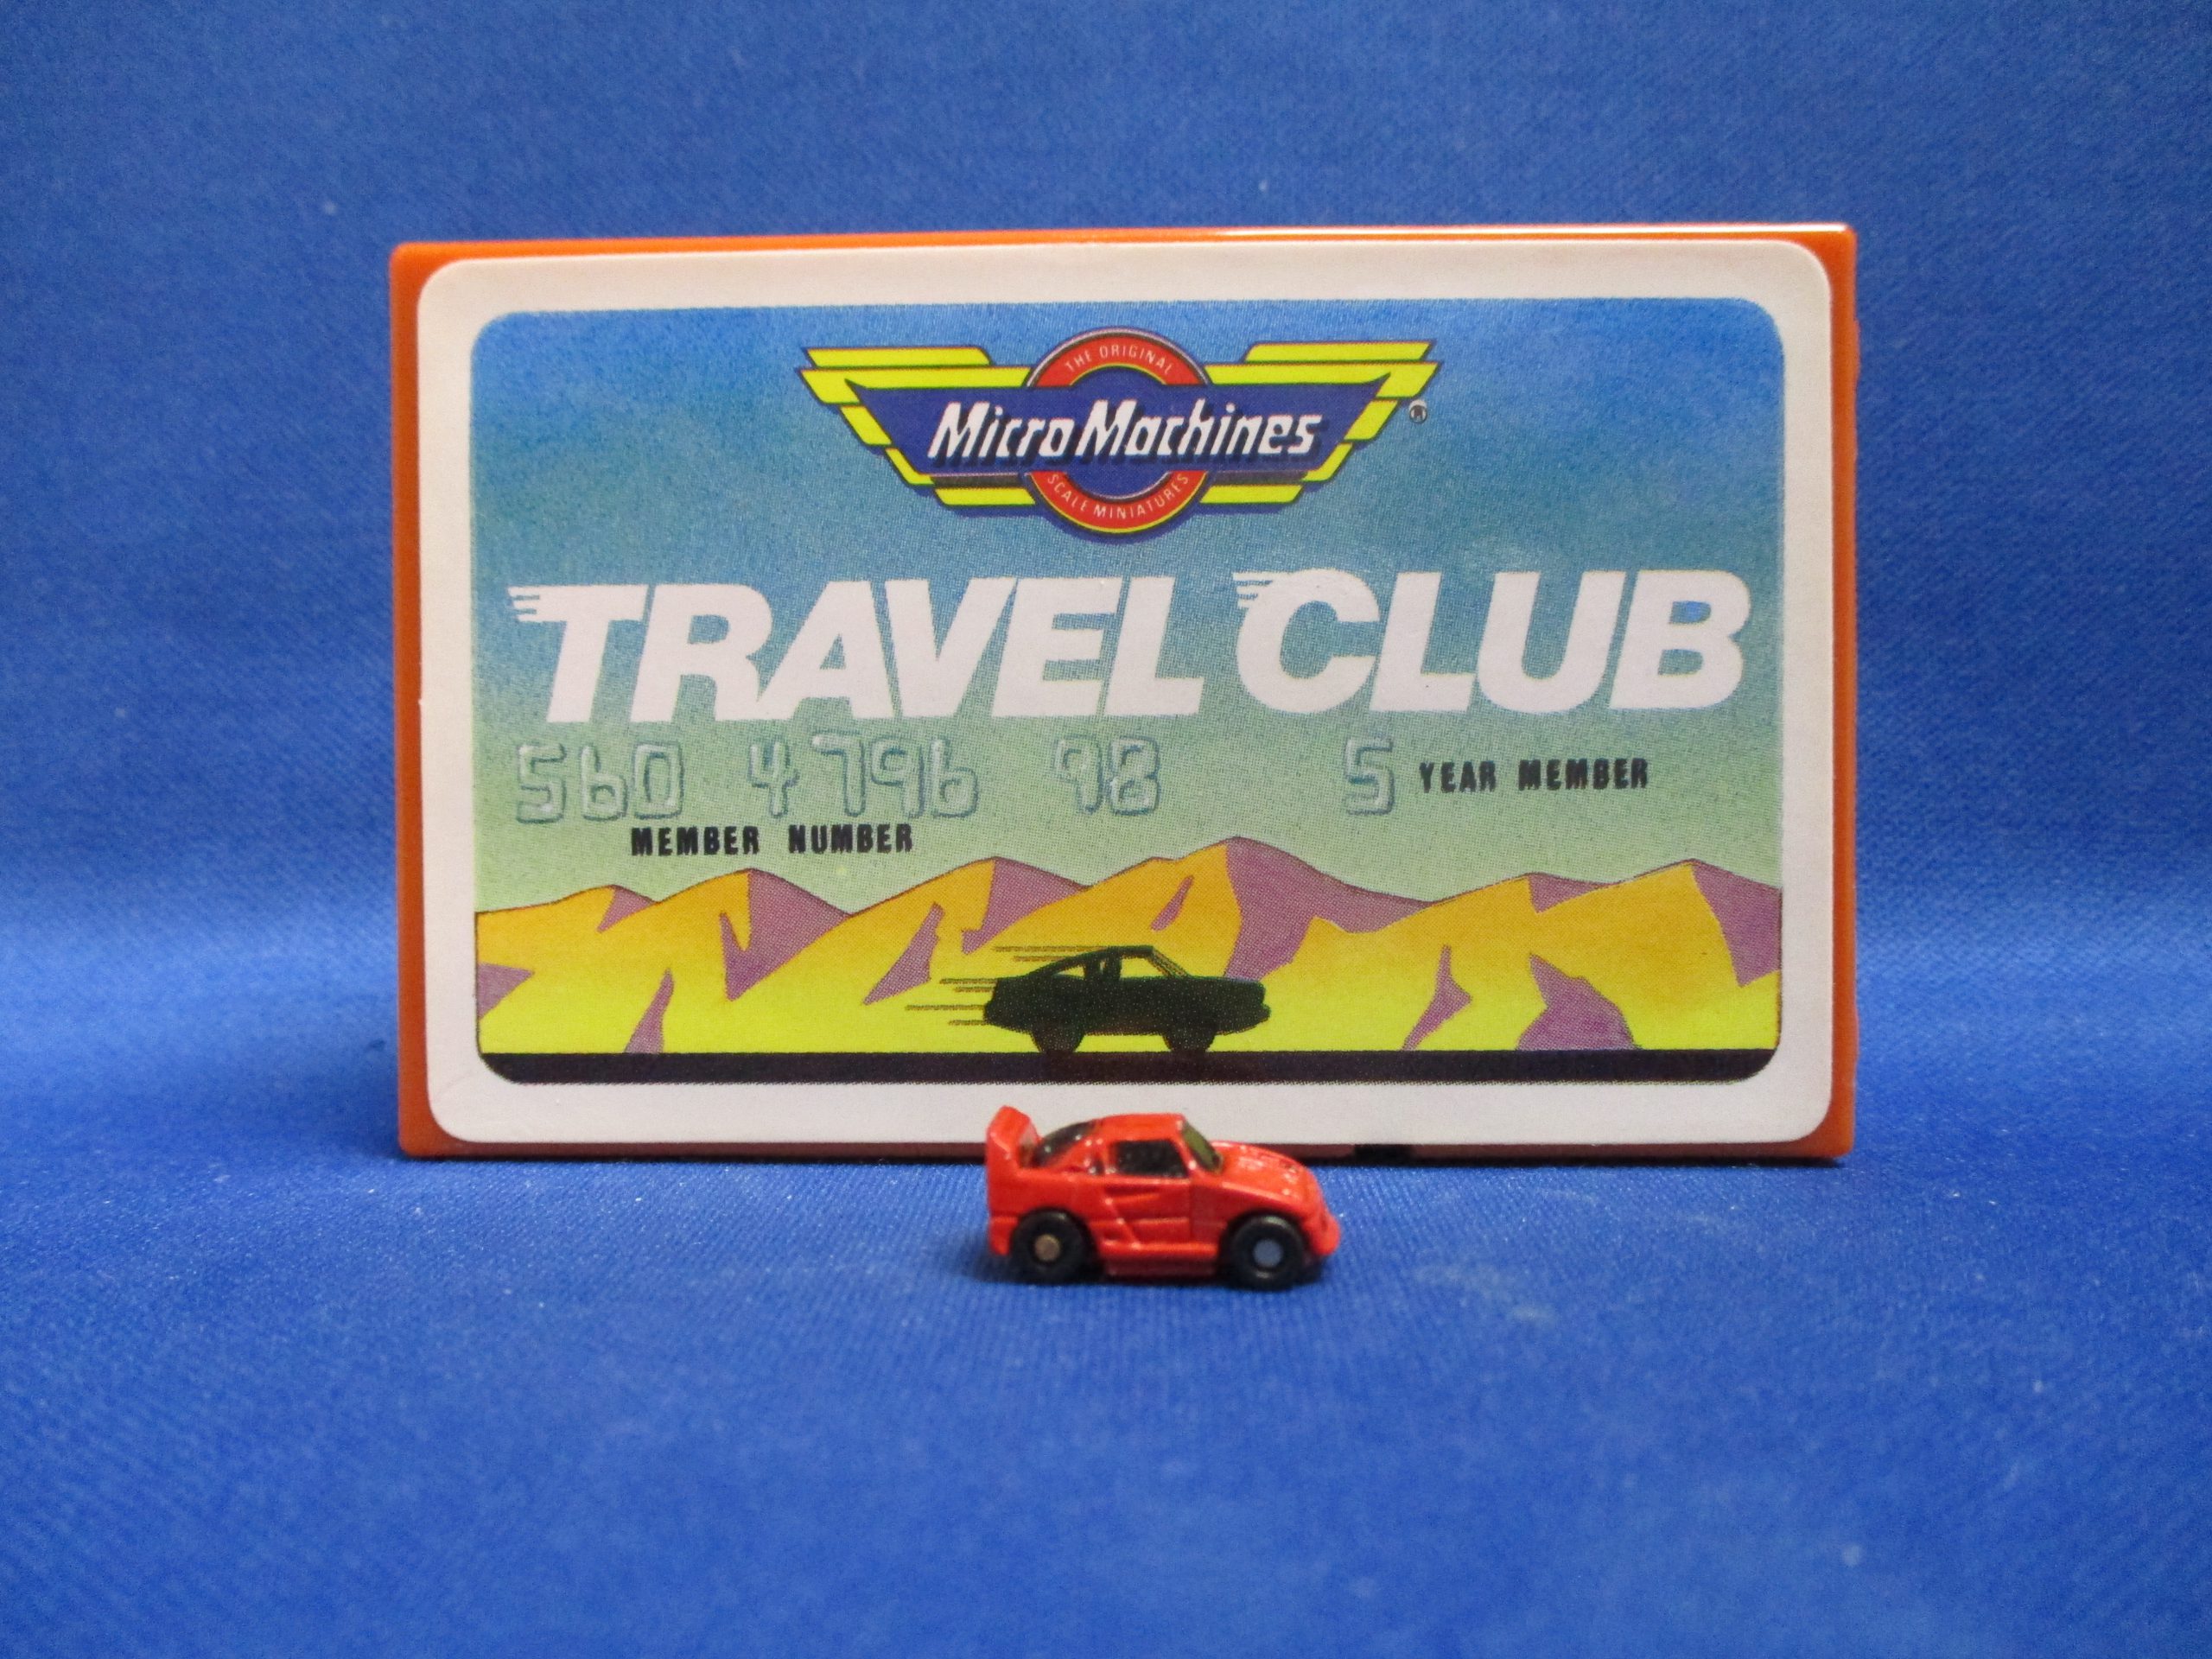 THE ORIGINAL
Micro Machines ®
SCALE MINIATURES
TRAVEL CLUB
560 4796 98 5 YEAR MEMBER
MEMBER NUMBER